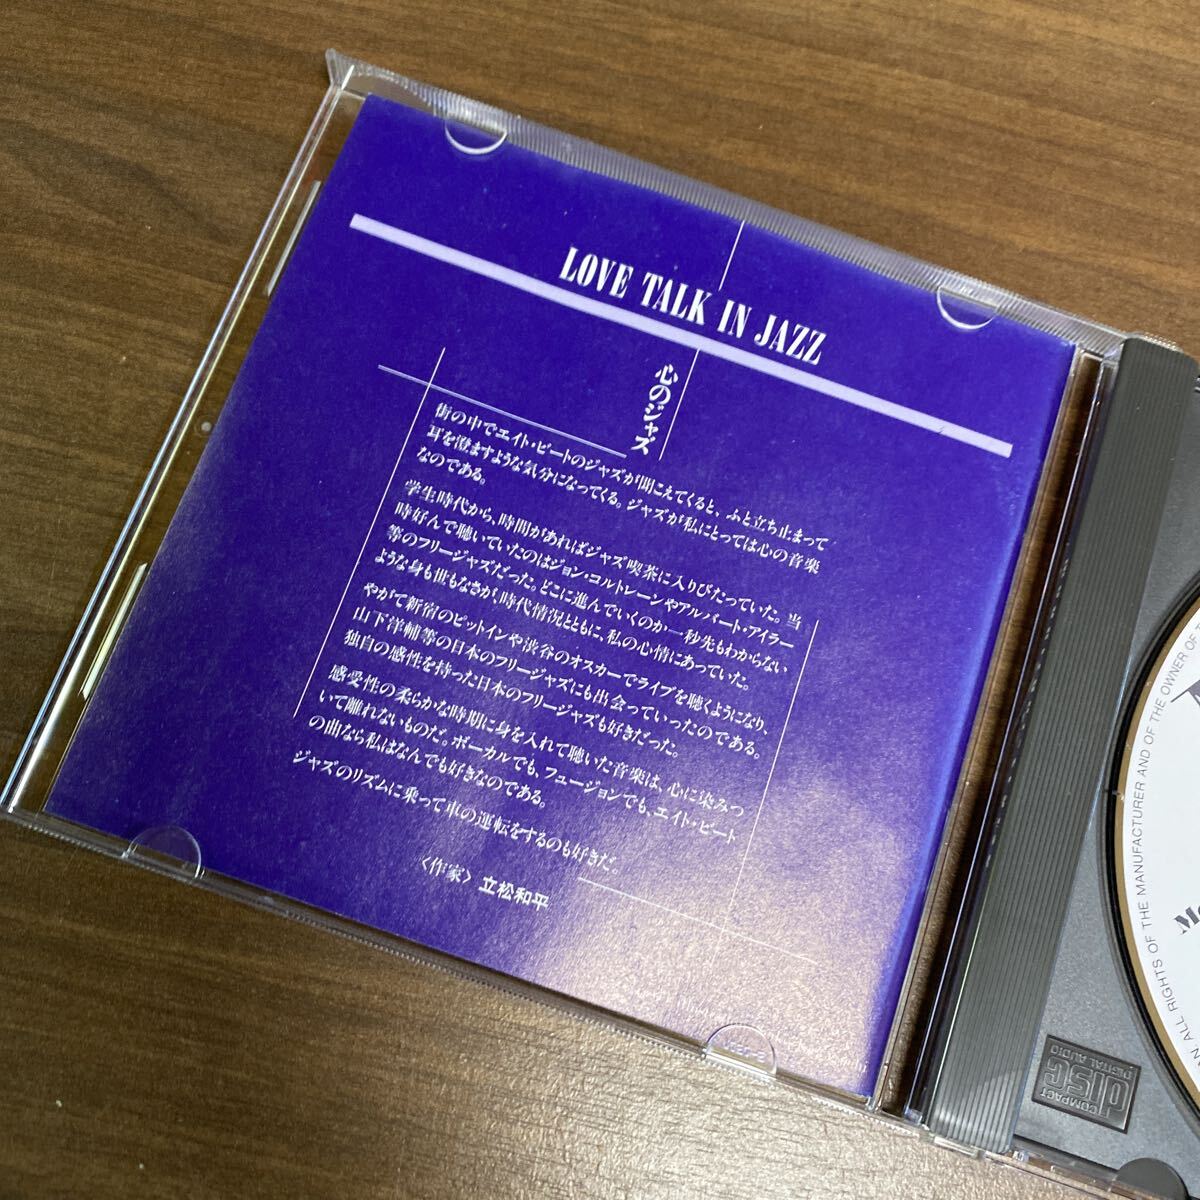 LOVE TALK IN JAZZ
心のジャズ
街の中でエイト・ビートのジャズが聞こえてくると、ふと立ち止まって
耳を澄ますような気分になってくる。ジャズが私にとっては心の音楽
なのである。
学生時代から、時間があればジャズ喫茶に入りびたっていた。当
時好んで聴いていたのはジョン・コルトレーンやアルバート・アイラー
等のフリージャズだった。どこに進んでいくのか一秒先もわからない
ような身も世もなさが、時代情況とともに、私の心情にあっていた。
やがて新宿のピットインや渋谷のオスカーでライブを聴くようになり、
山下洋輔等の日本のフリージャズにも出会っていったのである。
独自の感性を持った日本のフリージャズも好きだった。
感受性の柔らかな時期に身を入れて聴いた音楽は、心に染みつ
いて離れないものだ。ボーカルでも、フュージョンでも、エイト・ビート
の曲なら私はなんでも好きなのである。
ジャズのリズムに乗って車の運転をするのも好きだ。
〈作家〉 立松和平
ALL RIGHTS OF THE MANUFACTURER AND OF THE OWNER OF
COMPACT
disc
DIGITAL AUDIO